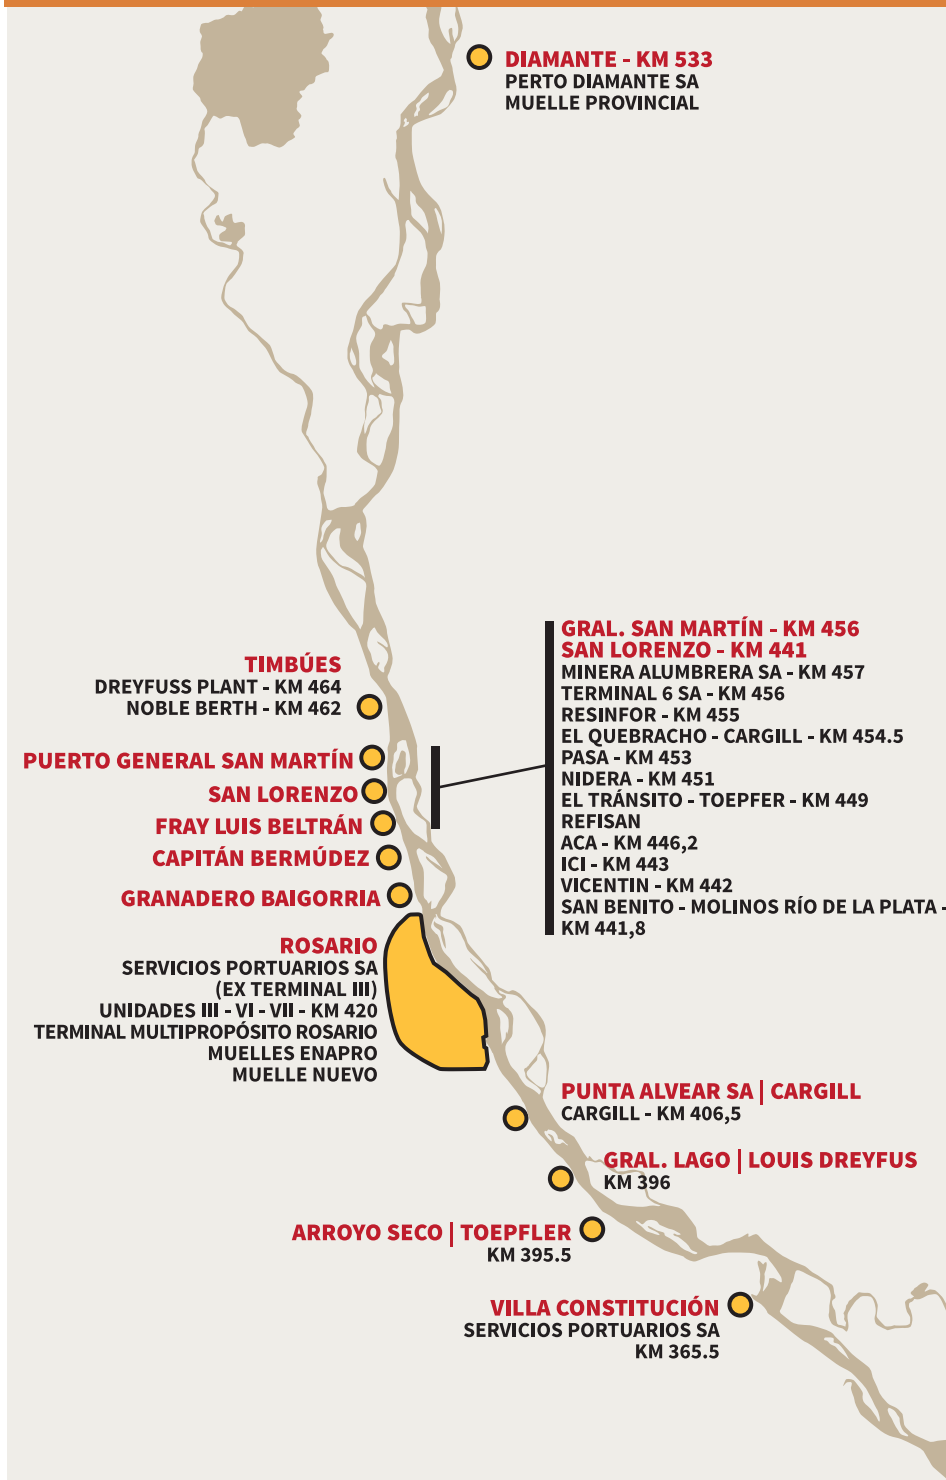 DIAMANTE - KM 533
PERTO DIAMANTE SA
MUELLE PROVINCIAL
GRAL. SAN MARTÍN - KM 456
SAN LORENZO - KM 441
MINERA ALUMBRERA SA - KM 457
TERMINAL 6 SA - KM 456
RESINFOR - KM 455
EL QUEBRACHO - CARGILL - KM 454.5
PASA - KM 453
NIDERA - KM 451
EL TRÁNSITO - TOEPFER - KM 449
REFISAN
ACA - KM 446,2
ICI - KM 443
VICENTIN - KM 442
SAN BENITO - MOLINOS RÍO DE LA PLATA -
KM 441,8
TIMBÚES
DREYFUSS PLANT - KM 464
NOBLE BERTH - KM 462
PUERTO GENERAL SAN MARTÍN
SAN LORENZO
FRAY LUIS BELTRÁN
CAPITÁN BERMÚDEZ
GRANADERO BAIGORRIA
ROSARIO
SERVICIOS PORTUARIOS SA
(EX TERMINAL III)
UNIDADES III - VI - VII - KM 420
TERMINAL MULTIPROPÓSITO ROSARIO
MUELLES ENAPRO
MUELLE NUEVO
PUNTA ALVEAR SA | CARGILL
CARGILL - KM 406,5
GRAL. LAGO | LOUIS DREYFUS
KM 396
ARROYO SECO | TOEPFLER
KM 395.5
VILLA CONSTITUCIÓN
SERVICIOS PORTUARIOS SA
KM 365.5